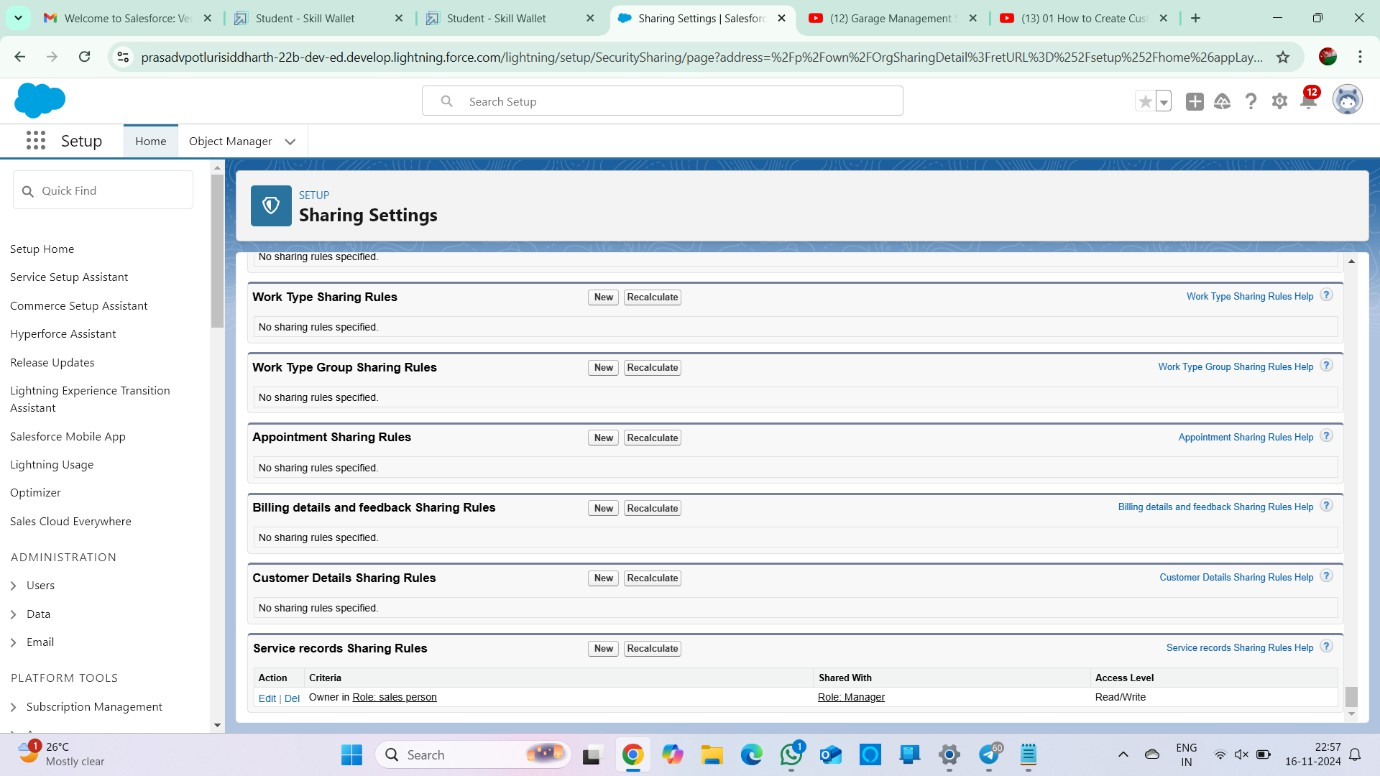 Welcome to Salesforce: Ve
Student - Skill Wallet
Student - Skill Wallet
Sharing Settings | Salesforc
(12) Garage Management S
(13) 01 How to Create Cus
prasadvpotlurisiddharth-22b-dev-ed.develop.lightning.force.com/lightning/setup/SecuritySharing/page?address=%2Fp%2Fown%2FOrgSharingDetail%3FretURL%3D%252Fsetup%252Fhome%26appLay...
Search Setup
12
Setup
Home
Object Manager
Quick Find
Setup Home
Service Setup Assistant
Commerce Setup Assistant
Hyperforce Assistant
Release Updates
Lightning Experience Transition
Assistant
Salesforce Mobile App
Lightning Usage
Optimizer
Sales Cloud Everywhere
ADMINISTRATION
Users
Data
Email
PLATFORM TOOLS
Subscription Management
SETUP
Sharing Settings
No sharing rules specified.
Work Type Sharing Rules New Recalculate Work Type Sharing Rules Help ?
No sharing rules specified.
Work Type Group Sharing Rules New Recalculate Work Type Group Sharing Rules Help ?
No sharing rules specified.
Appointment Sharing Rules New Recalculate Appointment Sharing Rules Help ?
No sharing rules specified.
Billing details and feedback Sharing Rules New Recalculate Billing details and feedback Sharing Rules Help ?
No sharing rules specified.
Customer Details Sharing Rules New Recalculate Customer Details Sharing Rules Help ?
No sharing rules specified.
Service records Sharing Rules New Recalculate Service records Sharing Rules Help ?
Action Criteria Shared With Access Level
Edit | Del Owner in Role: sales person Role: Manager Read/Write
1
26°C
Mostly clear
Search
1
60
ENG
IN
22:57
16-11-2024